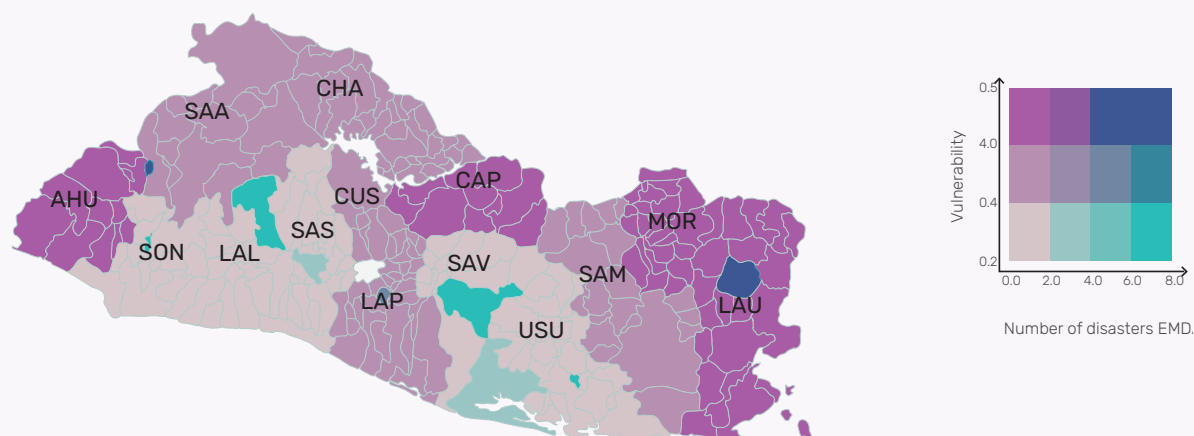 CHA
SAA
CAP
AHU
CUS
MOR
SAS
SON
LAL
SAV
SAM
LAP
LAU
USU
0.5
4.0
0.4
0.2
Vulnerability
0.0 2.0 4.0 6.0 8.0
Number of disasters EMD